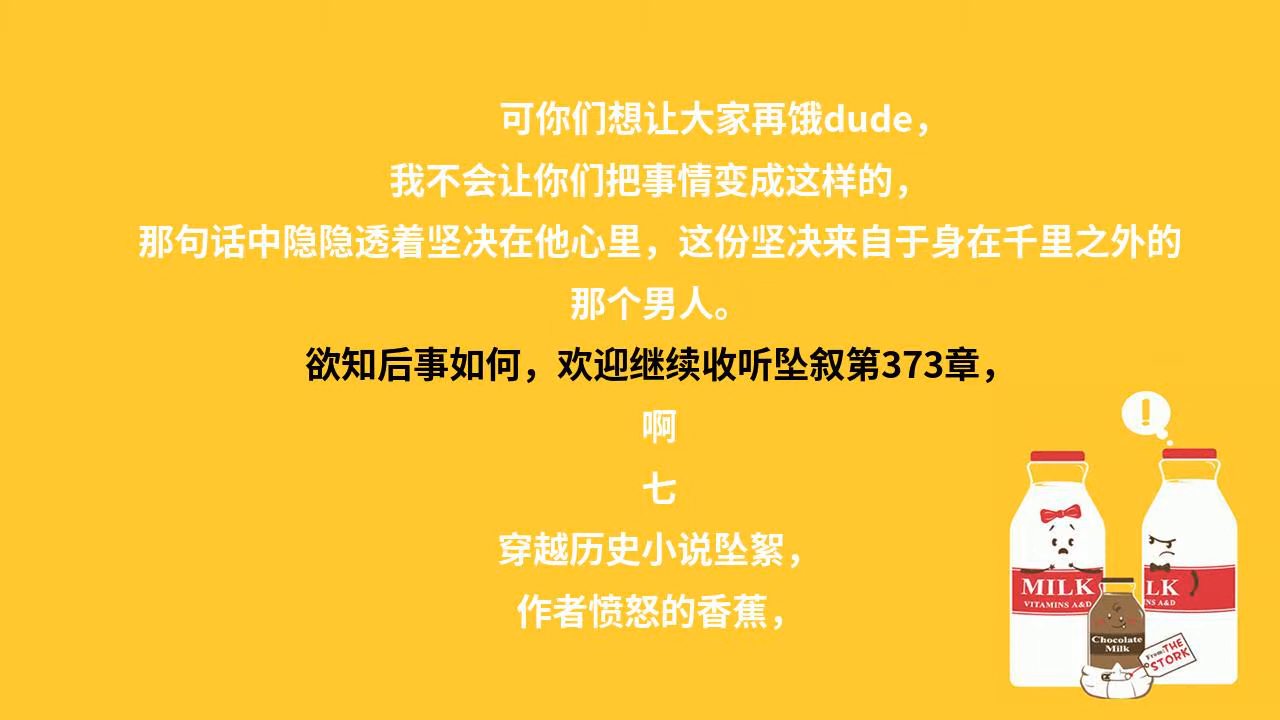 可你们想让大家再饿dude，
我不会让你们把事情变成这样的，
那句话中隐隐透着坚决在他心里，这份坚决来自于身在千里之外的
那个男人。
欲知后事如何，欢迎继续收听坠叙第373章，
啊
七
穿越历史小说坠絮，
作者愤怒的香蕉，
!
MILK
VITAMINS A&D
LK
NS A&D
Chocolate
Milk
From: THE
STORK